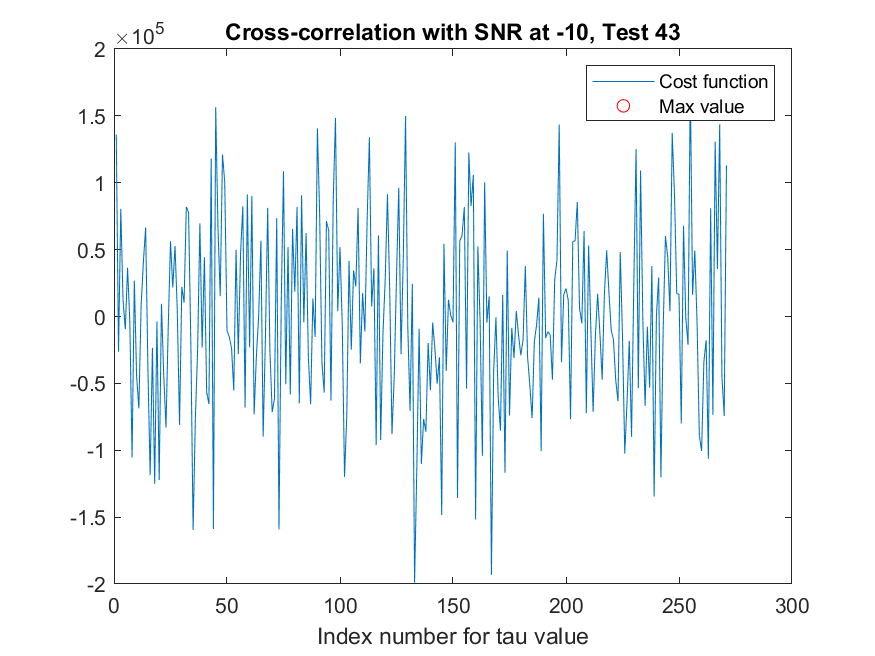 ×10^5
Cross-correlation with SNR at -10, Test 43
Cost function
Max value
2
1.5
1
0.5
0
-0.5
-1
-1.5
-2
0 50 100 150 200 250 300
Index number for tau value